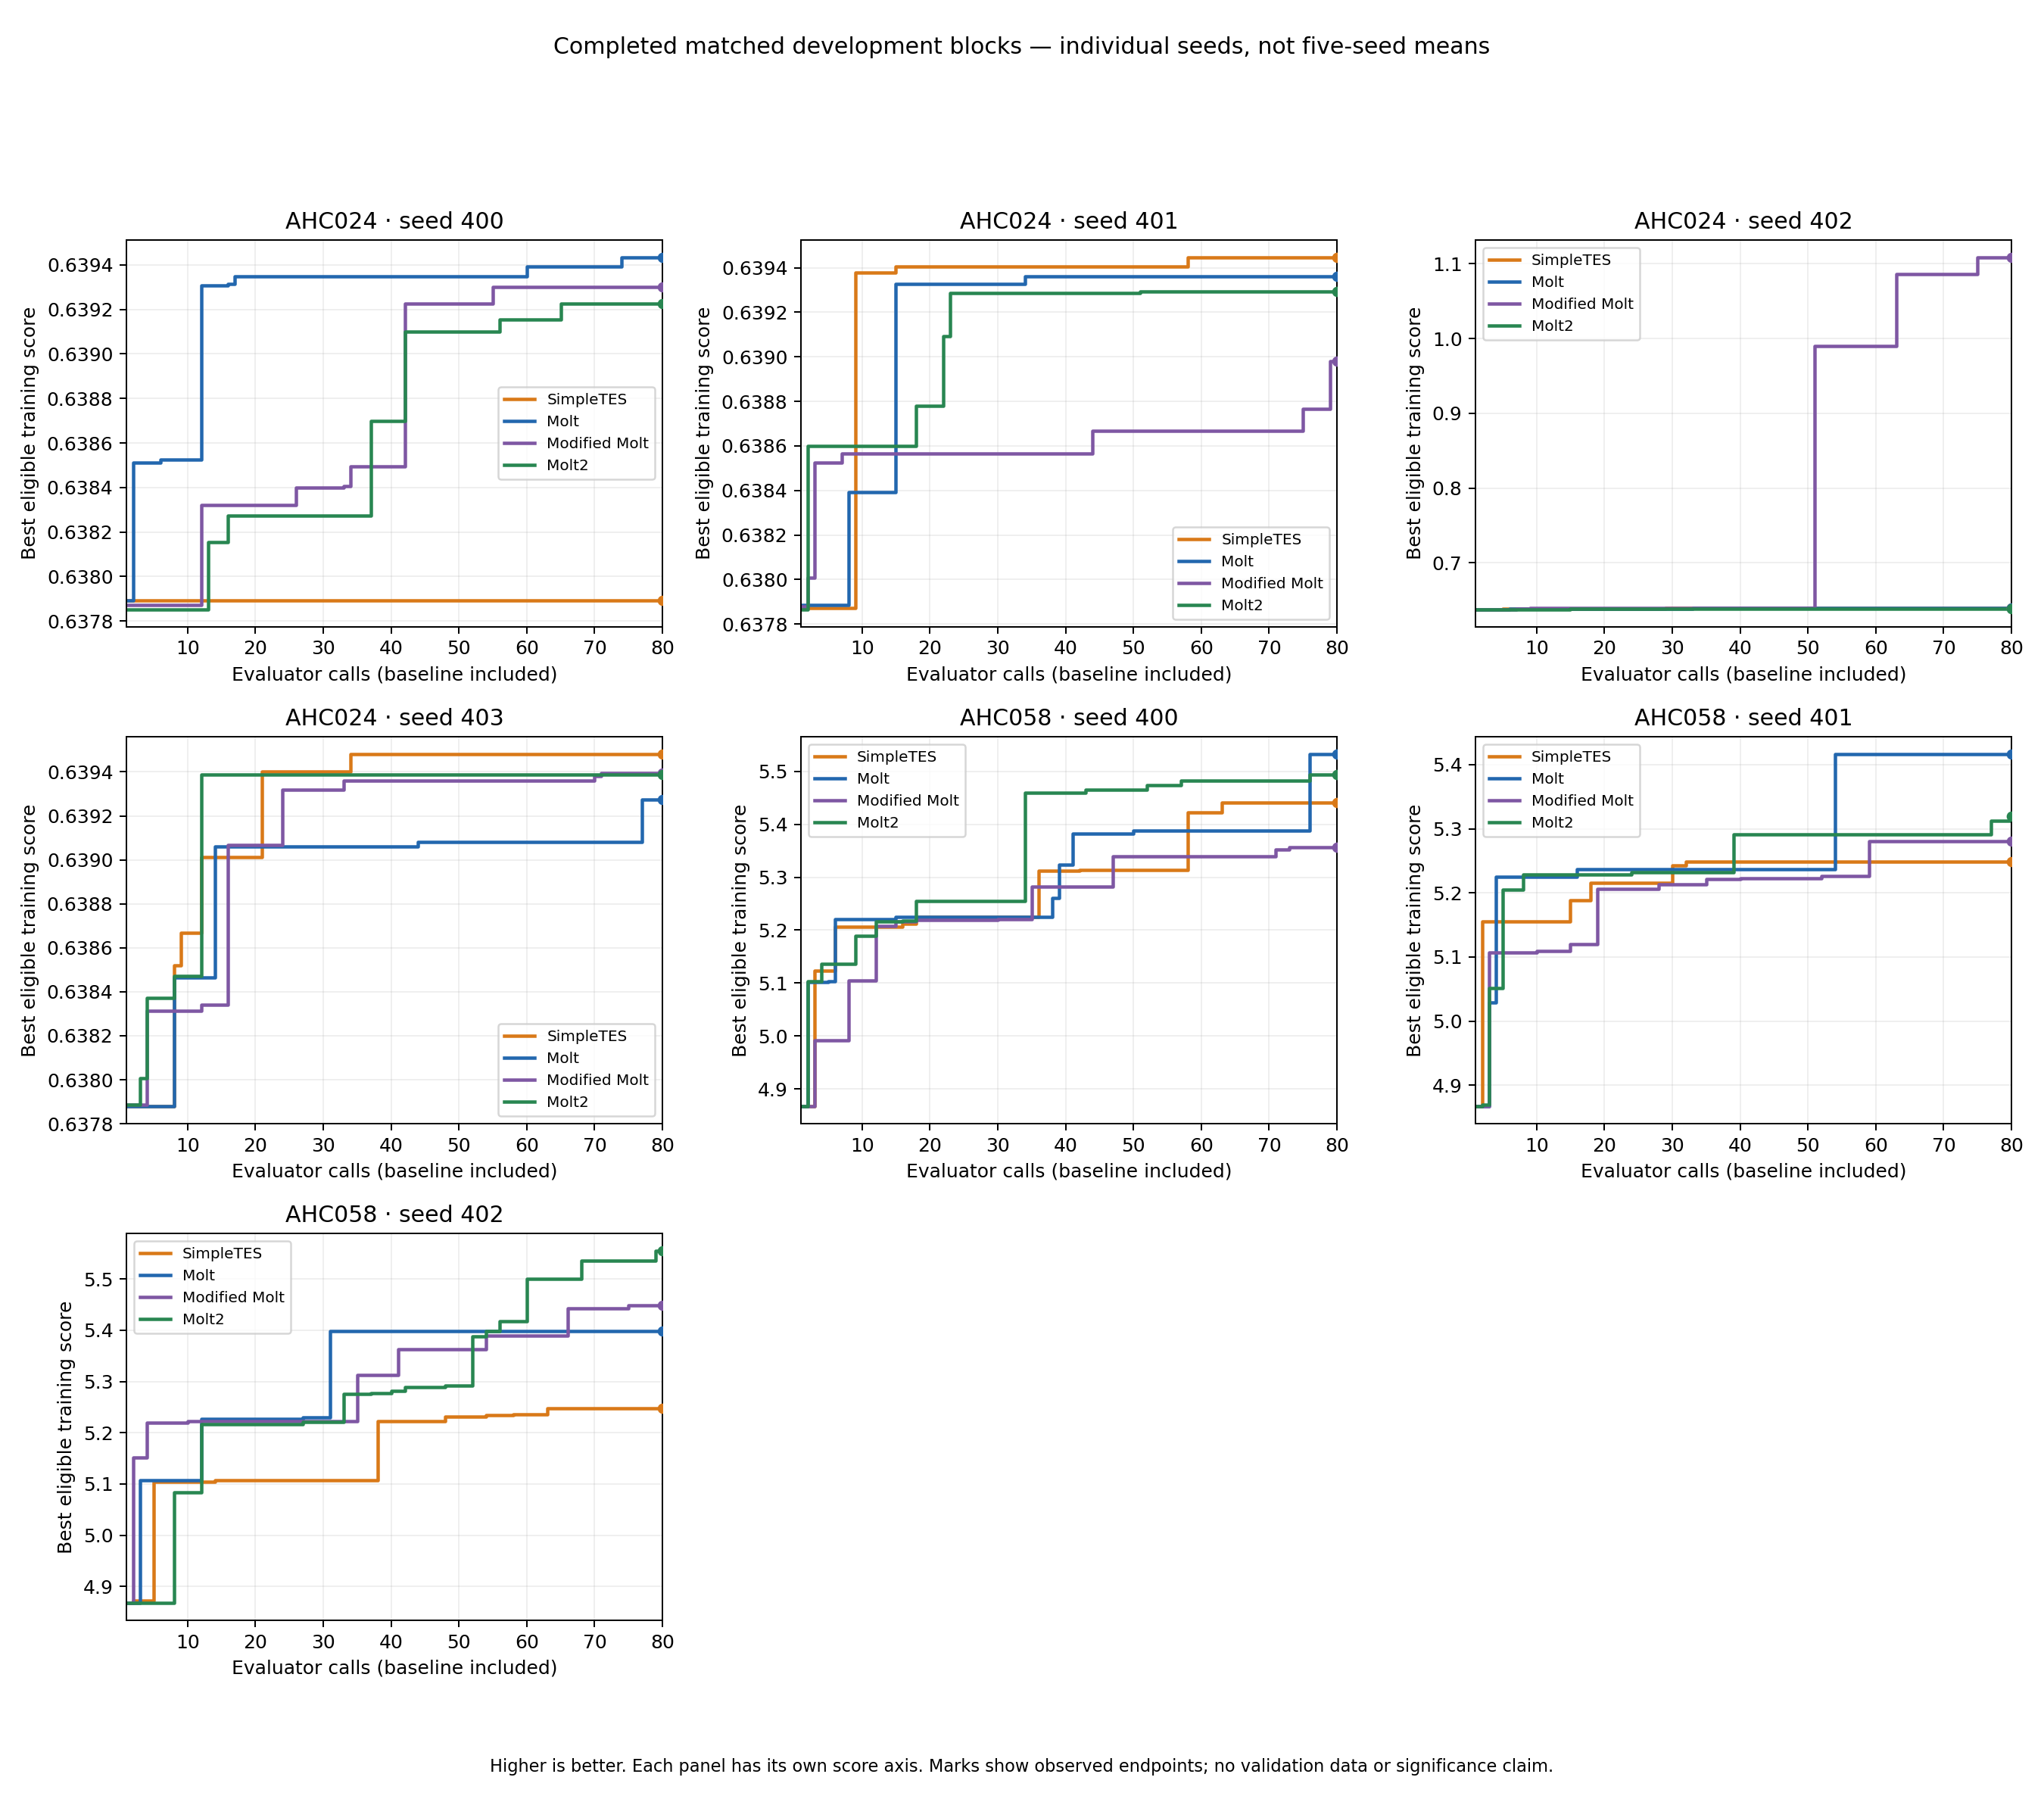 Completed matched development blocks — individual seeds, not five-seed means
AHC024 · seed 400
Best eligible training score
0.6394
0.6392
0.6390
0.6388
0.6386
0.6384
0.6382
0.6380
0.6378
SimpleTES
Molt
Modified Molt
Molt2
10 20 30 40 50 60 70 80
Evaluator calls (baseline included)
AHC024 · seed 401
Best eligible training score
0.6394
0.6392
0.6390
0.6388
0.6386
0.6384
0.6382
0.6380
0.6378
SimpleTES
Molt
Modified Molt
Molt2
10 20 30 40 50 60 70 80
Evaluator calls (baseline included)
AHC024 · seed 402
Best eligible training score
1.1
1.0
0.9
0.8
0.7
SimpleTES
Molt
Modified Molt
Molt2
10 20 30 40 50 60 70 80
Evaluator calls (baseline included)
AHC024 · seed 403
Best eligible training score
0.6394
0.6392
0.6390
0.6388
0.6386
0.6384
0.6382
0.6380
0.6378
SimpleTES
Molt
Modified Molt
Molt2
10 20 30 40 50 60 70 80
Evaluator calls (baseline included)
AHC058 · seed 400
Best eligible training score
5.5
5.4
5.3
5.2
5.1
5.0
4.9
SimpleTES
Molt
Modified Molt
Molt2
10 20 30 40 50 60 70 80
Evaluator calls (baseline included)
AHC058 · seed 401
Best eligible training score
5.4
5.3
5.2
5.1
5.0
4.9
SimpleTES
Molt
Modified Molt
Molt2
10 20 30 40 50 60 70 80
Evaluator calls (baseline included)
AHC058 · seed 402
Best eligible training score
5.5
5.4
5.3
5.2
5.1
5.0
4.9
SimpleTES
Molt
Modified Molt
Molt2
10 20 30 40 50 60 70 80
Evaluator calls (baseline included)
Higher is better. Each panel has its own score axis. Marks show observed endpoints; no validation data or significance claim.